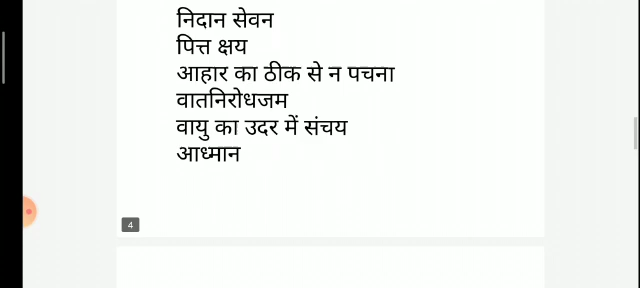 निदान सेवन
पित्त क्षय
आहार का ठीक से न पचना
वातनिरोधजम
वायु का उदर में संचय
आध्मान
4